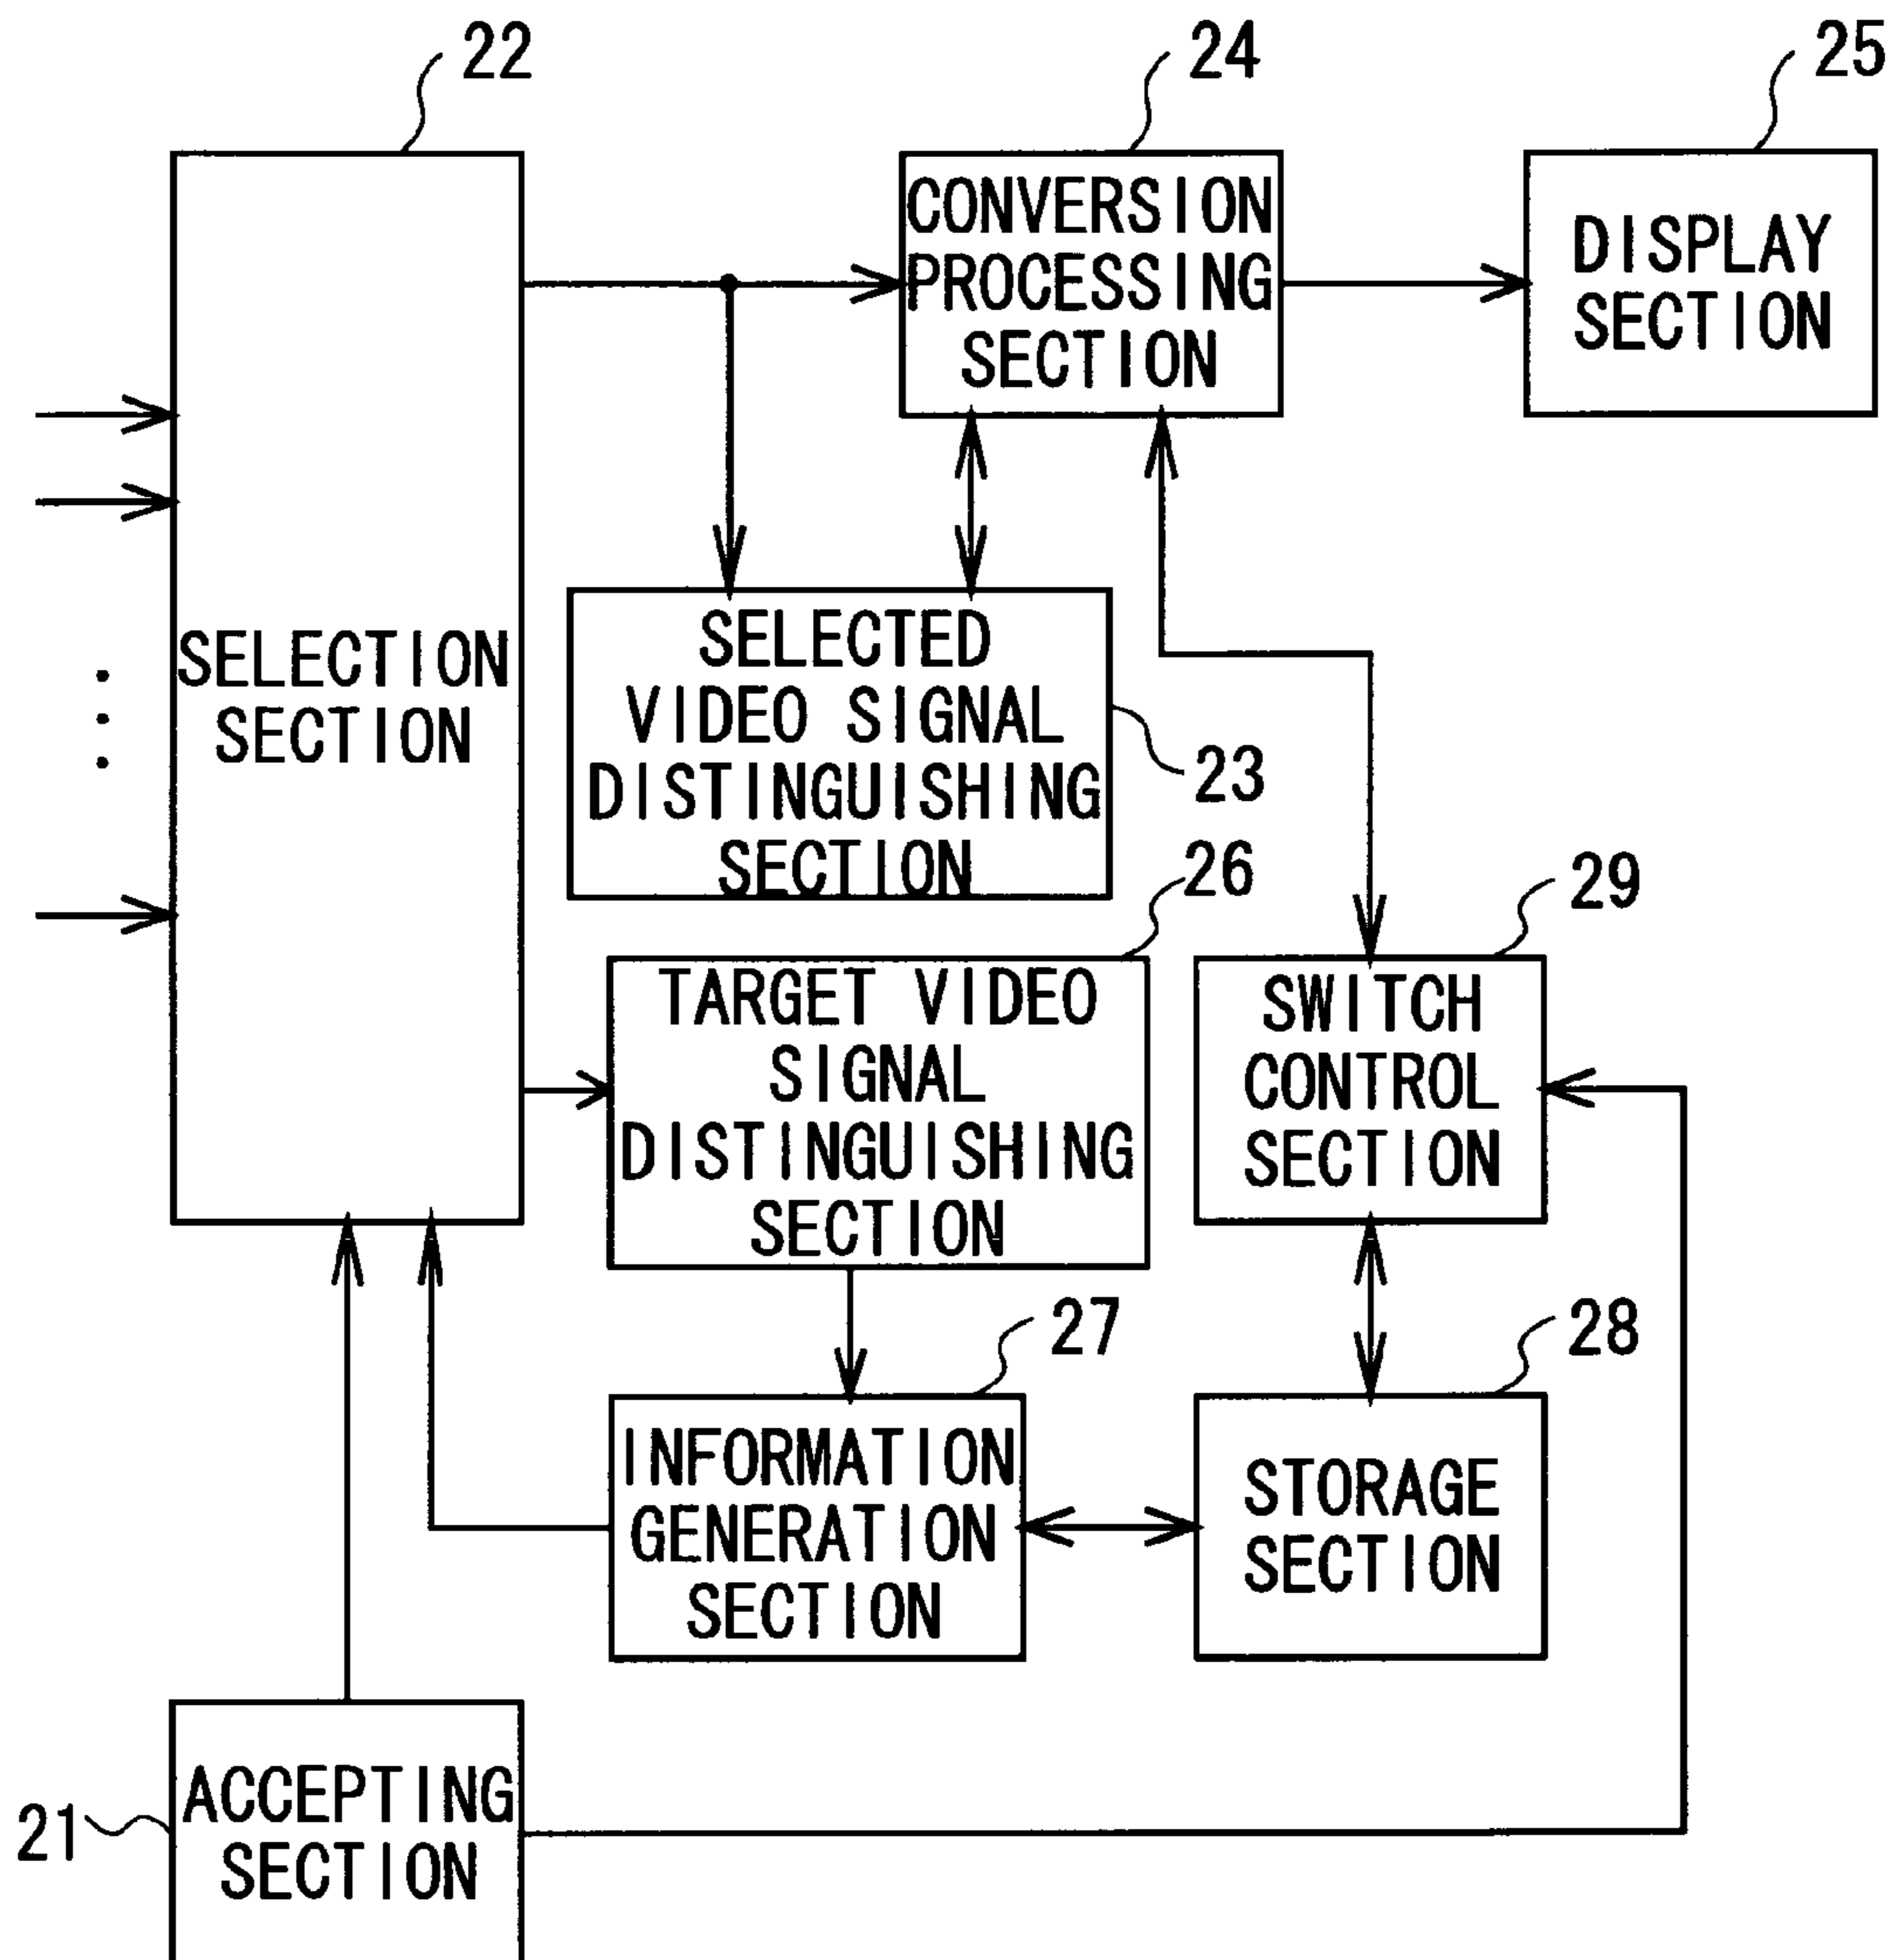 22
24
25
CONVERSION
PROCESSING
SECTION
DISPLAY
SECTION
SELECTION
SECTION
SELECTED
VIDEO SIGNAL
DISTINGUISHING
SECTION
23
26
29
TARGET VIDEO
SIGNAL
DISTINGUISHING
SECTION
SWITCH
CONTROL
SECTION
27
28
INFORMATION
GENERATION
SECTION
STORAGE
SECTION
21
ACCEPTING
SECTION